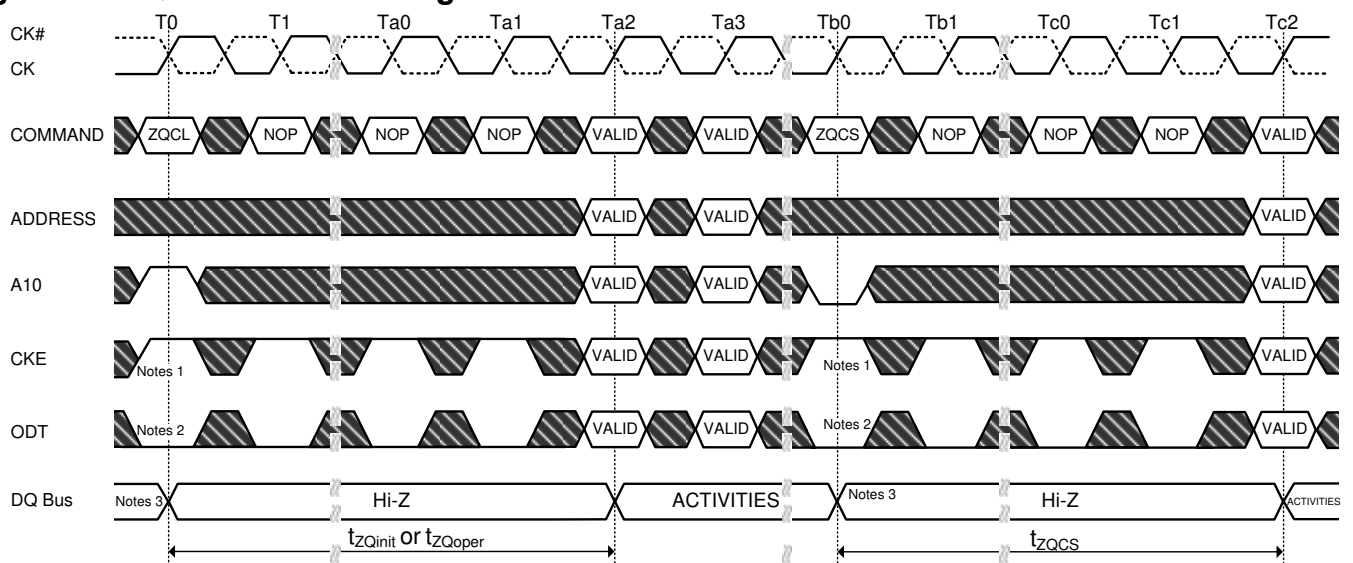 T0 T1 Ta0 Ta1 Ta2 Ta3 Tb0 Tb1 Tc0 Tc1 Tc2
CK#
CK
COMMAND ZQCL NOP NOP NOP VALID VALID ZQCS NOP NOP NOP VALID
ADDRESS VALID VALID VALID
A10 VALID VALID VALID
CKE Notes 1 VALID VALID Notes 1 VALID
ODT Notes 2 VALID VALID Notes 2 VALID
DQ Bus Notes 3 Hi-Z ACTIVITIES Notes 3 Hi-Z ACTIVITIES
tZQinit or tZQoper tZQCS